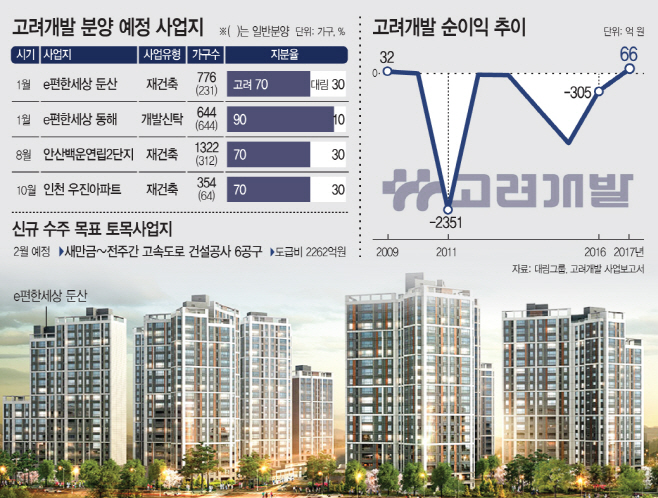 고려개발 분양 예정 사업지 ※( )는 일반분양 단위: 가구, %
시기 사업지 사업유형 가구수 지분율
1월 e편한세상 둔산 재건축 776 (231) 고려 70 대림 30
1월 e편한세상 동해 개발신탁 644 (644) 90 10
8월 안산백운연립2단지 재건축 1322 (312) 70 30
10월 인천 우진아파트 재건축 354 (64) 70 30
신규 수주 목표 토목사업지
2월 예정 ▶새만금~전주간 고속도로 건설공사 6공구 ▶도급비 2262억원
고려개발 순이익 추이 단위: 억 원
32
66
0
-305
고려개발
-2351
2009 2011 2016 2017년
자료: 대림그룹, 고려개발 사업보고서
e편한세상 둔산